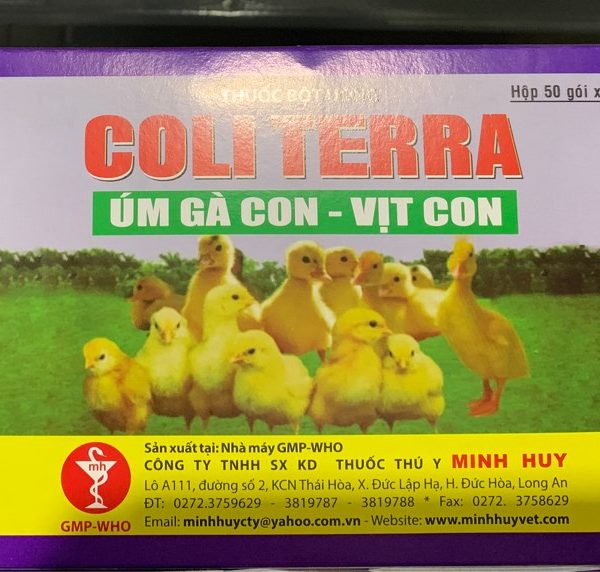 THUỐC BỘT UỐNG
Hộp 50 gói x
COLI TERRA
ÚM GÀ CON - VỊT CON
Sản xuất tại: Nhà máy GMP-WHO
CÔNG TY TNHH SX KD THUỐC THÚ Y MINH HUY
Lô A111, đường số 2, KCN Thái Hòa, X. Đức Lập Hạ, H. Đức Hòa, Long An
ĐT: 0272.3759629 - 3819787 - 3819788 * Fax: 0272. 3758629
Email: minhhuycty@yahoo.com.vn - Website: www.minhhuyvet.com
mh
GMP-WHO